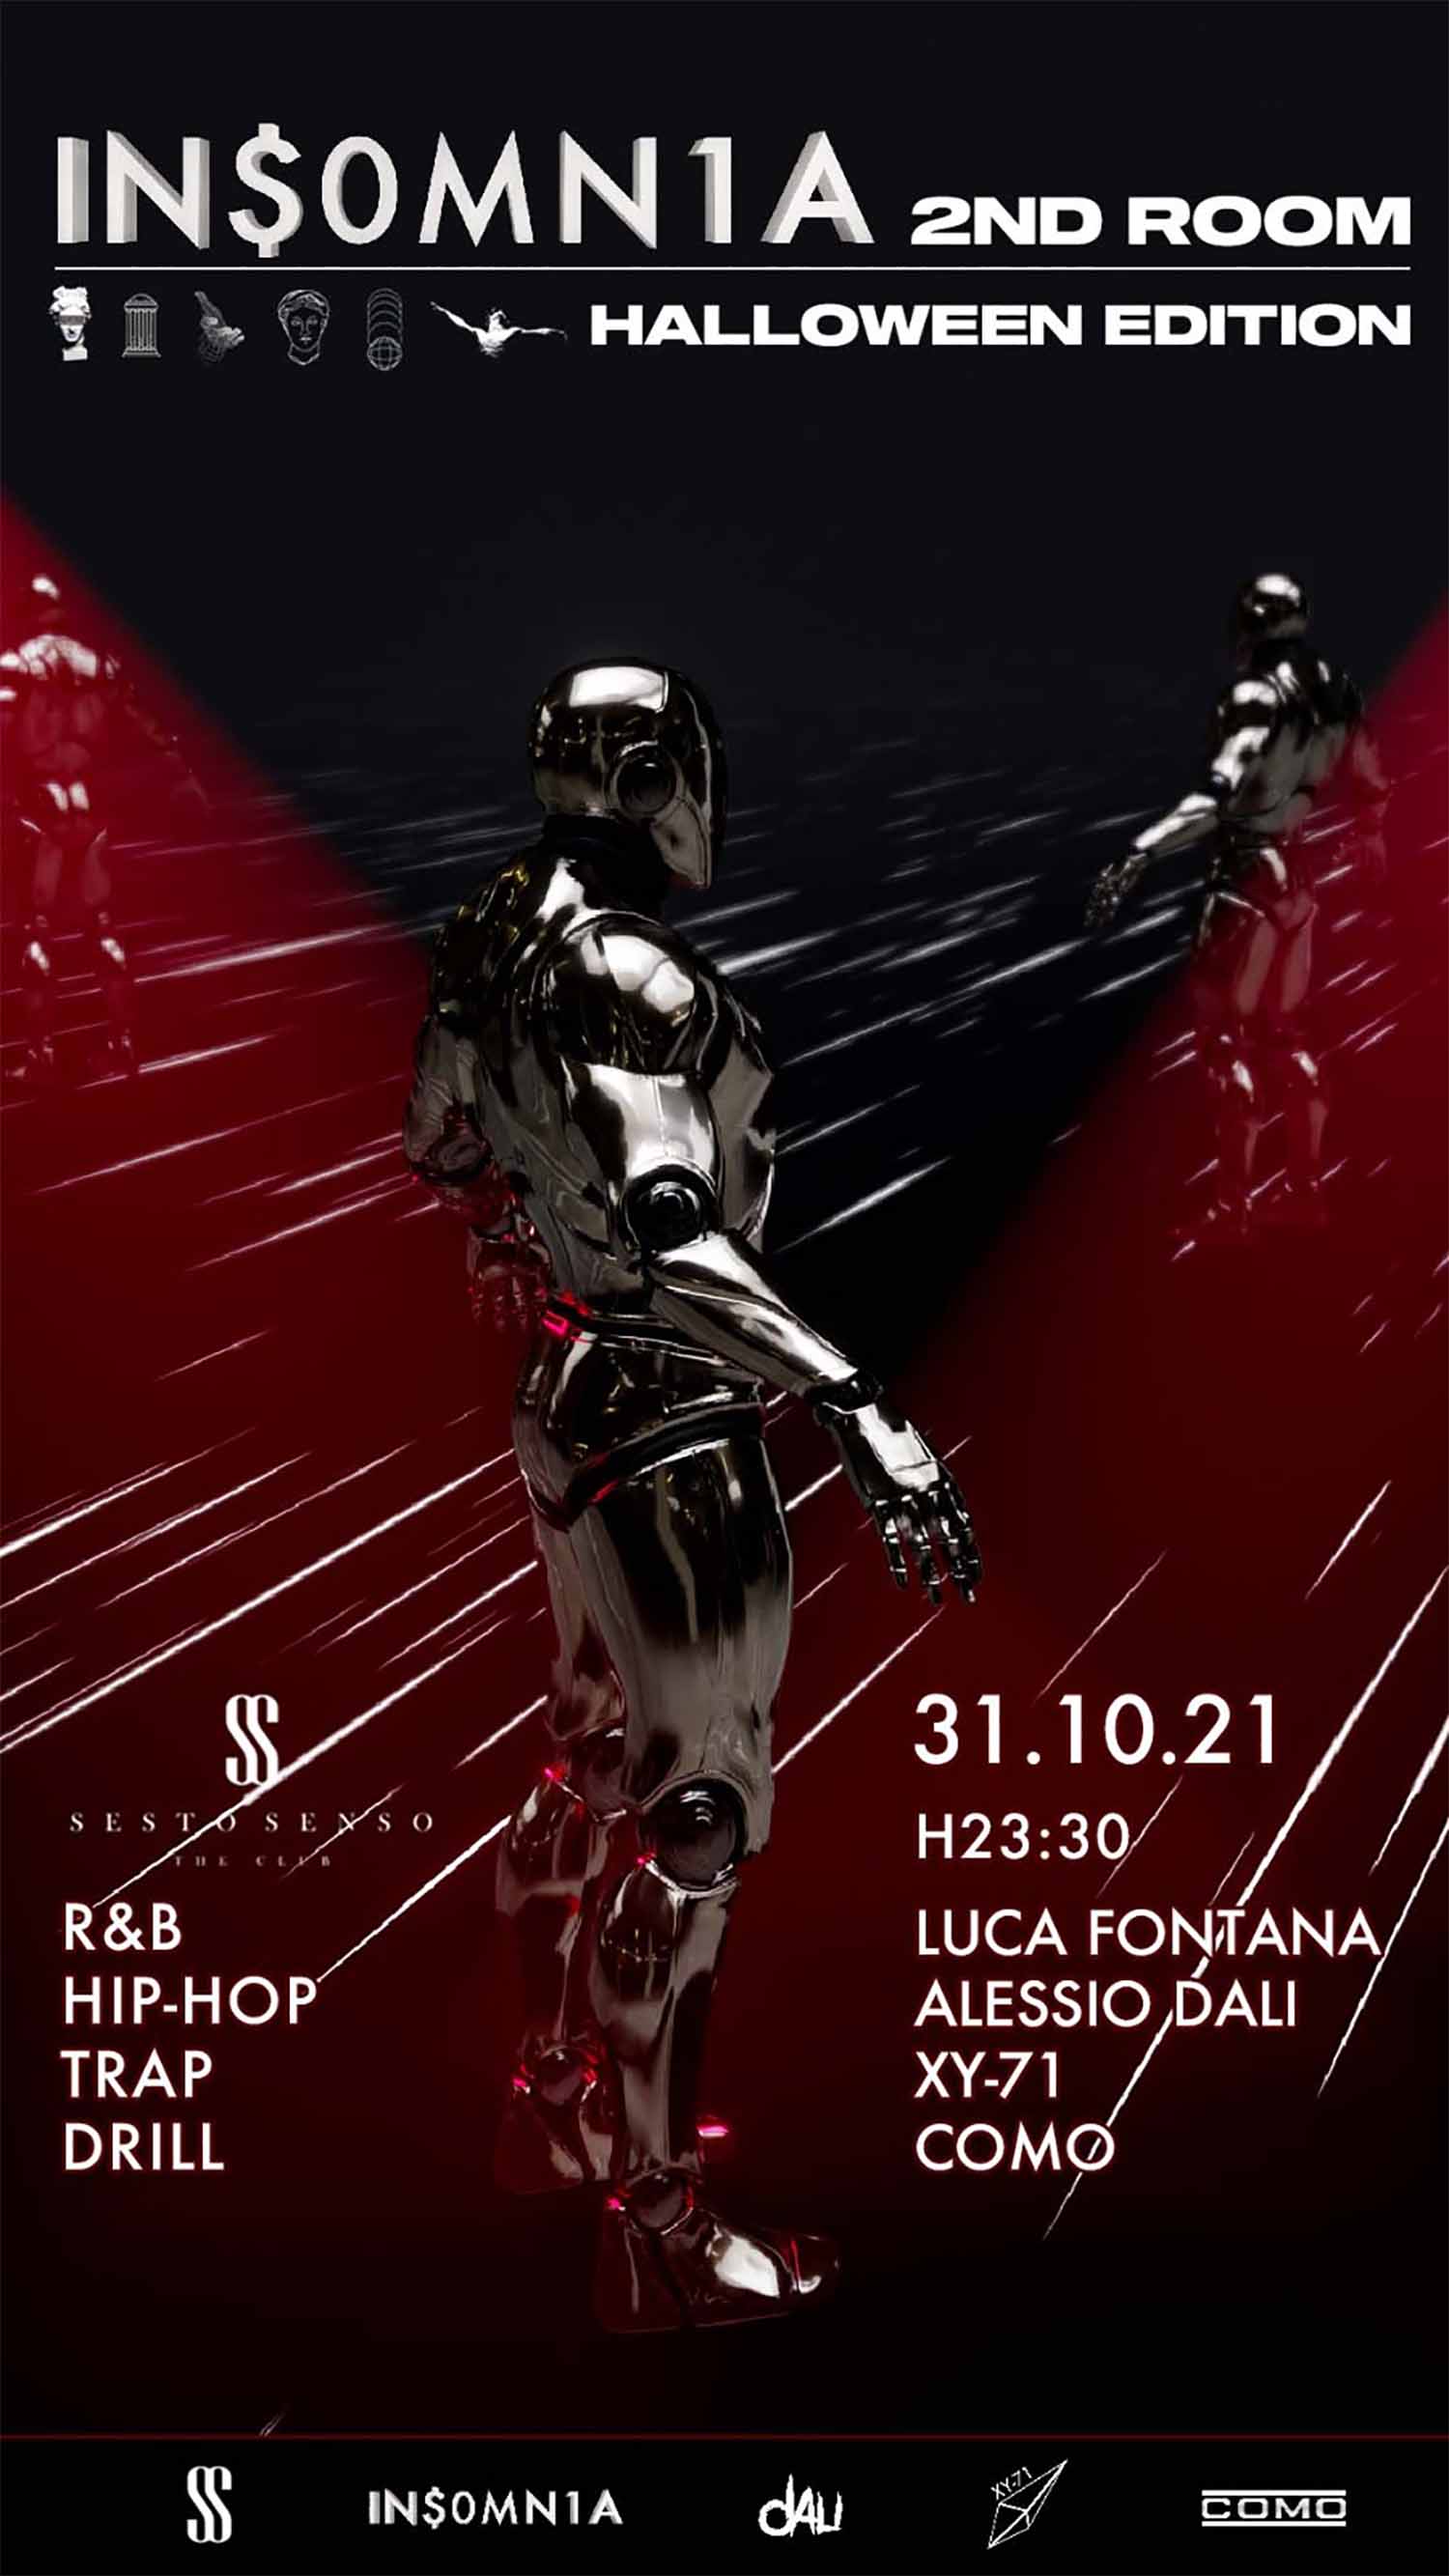 IN$0MN1A 2ND ROOM
HALLOWEEN EDITION
SS
SESTO SENSO
THE CLUB
R&B
HIP-HOP
TRAP
DRILL
31.10.21
H23:30
LUCA FONTANA
ALESSIO DALI
XY-71
COMO
SS
IN$0MN1A
dALI
XY-71
COMO